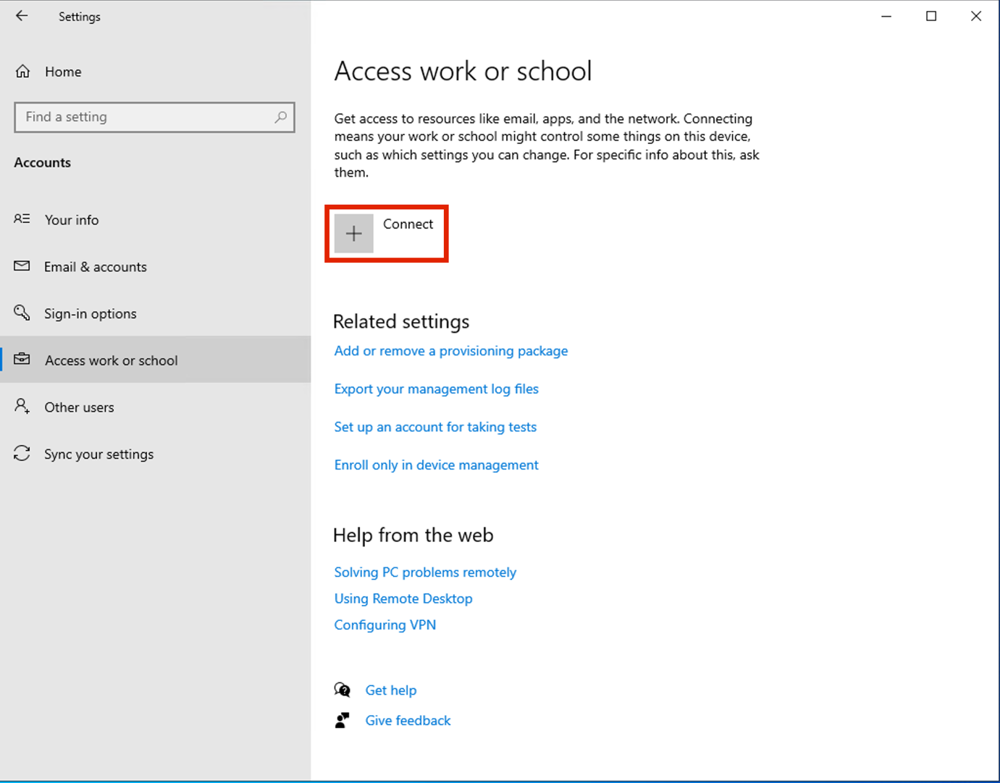 Settings
Home
Find a setting
Accounts
Your info
Email & accounts
Sign-in options
Access work or school
Other users
Sync your settings
Access work or school
Get access to resources like email, apps, and the network. Connecting
means your work or school might control some things on this device,
such as which settings you can change. For specific info about this, ask
them.
Connect
Related settings
Add or remove a provisioning package
Export your management log files
Set up an account for taking tests
Enroll only in device management
Help from the web
Solving PC problems remotely
Using Remote Desktop
Configuring VPN
Get help
Give feedback